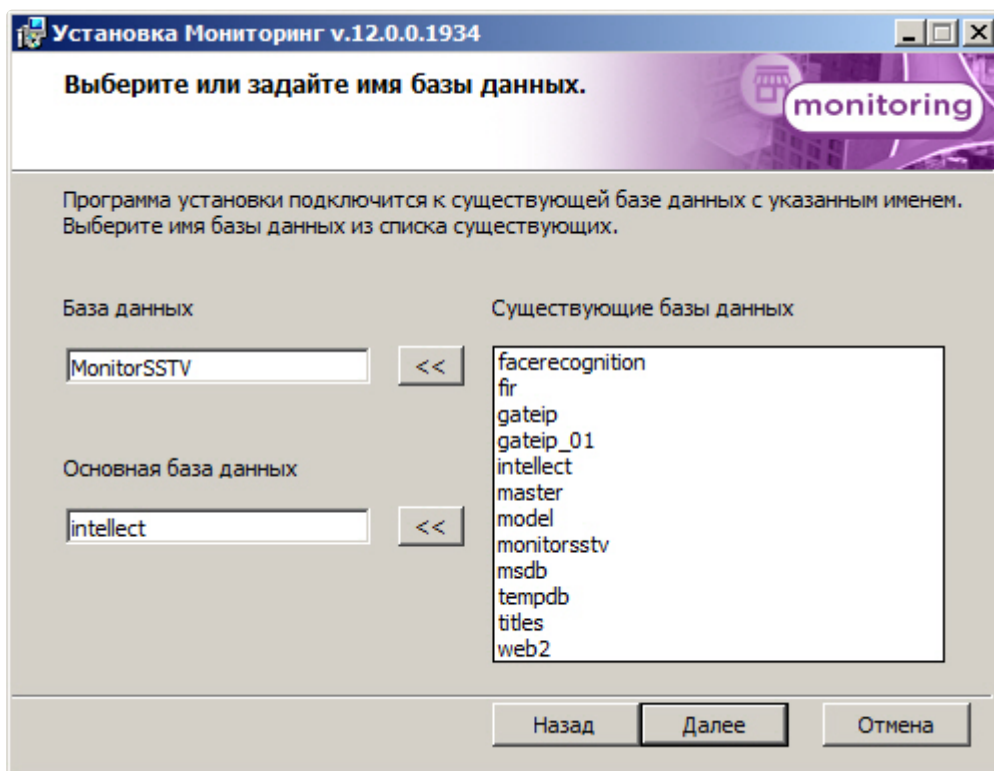 Установка Мониторинг v.12.0.0.1934
Выберите или задайте имя базы данных.
monitoring
Программа установки подключится к существующей базе данных с указанным именем.
Выберите имя базы данных из списка существующих.
База данных
MonitorSSTV
<<
Основная база данных
intellect
<<
Существующие базы данных
facerecognition
fir
gateip
gateip_01
intellect
master
model
monitorsstv
msdb
tempdb
titles
web2
Назад
Далее
Отмена